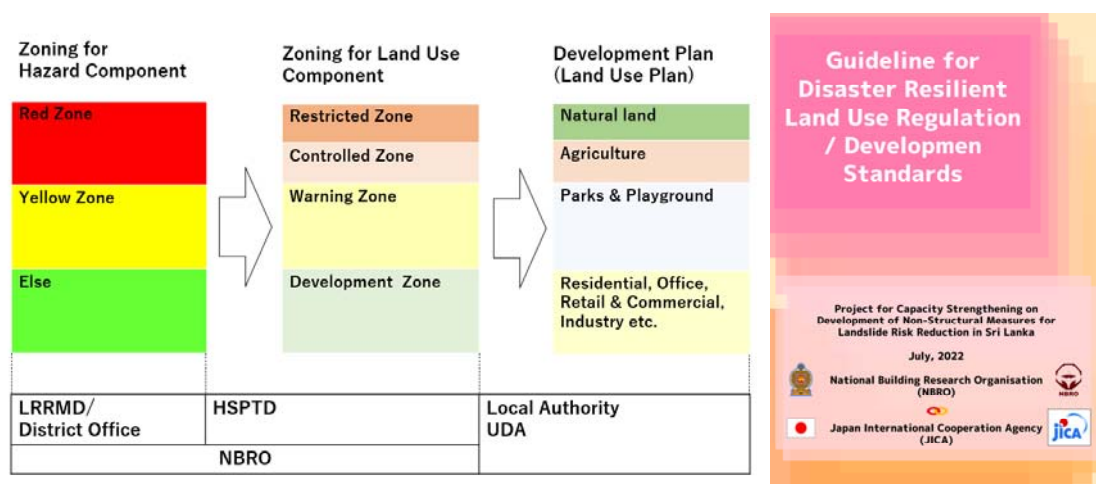 Zoning for
Hazard Component
Red Zone
Yellow Zone
Else
Zoning for Land Use
Component
Restricted Zone
Controlled Zone
Warning Zone
Development Zone
Development Plan
(Land Use Plan)
Natural land
Agriculture
Parks & Playground
Residential, Office,
Retail & Commercial,
Industry etc.
LRRMD/
District Office
HSPTD
Local Authority
UDA
NBRO
Guideline for
Disaster Resilient
Land Use Regulation
/ Developmen
Standards
Project for Capacity Strengthening on
Development of Non-Structural Measures for
Landslide Risk Reduction in Sri Lanka
July, 2022
National Building Research Organisation
(NBRO)
NBRO
Japan International Cooperation Agency
(JICA)
jICA